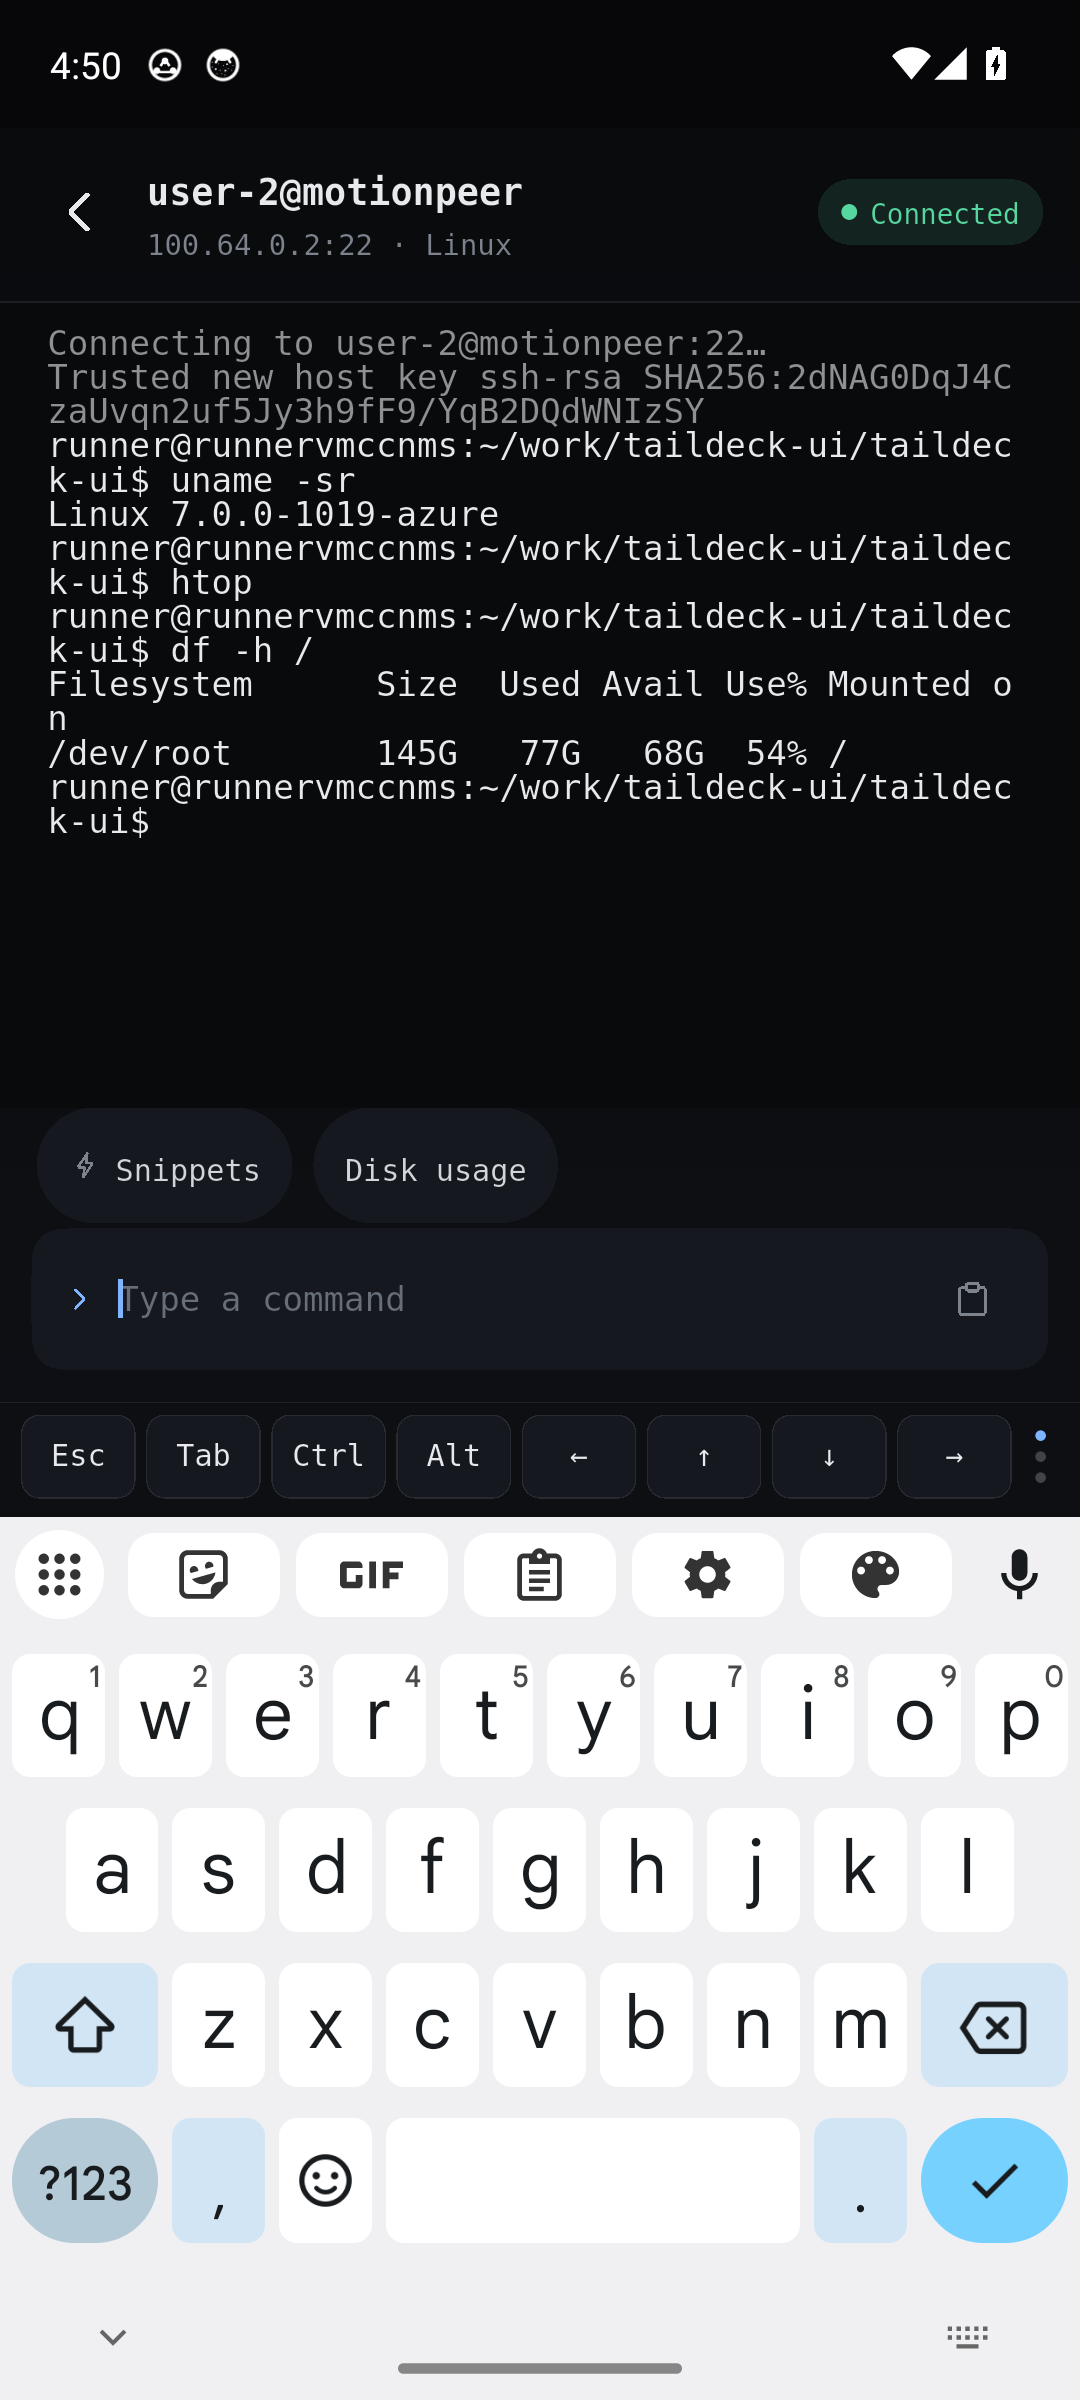 4:50
user-2@motionpeer
100.64.0.2:22 · Linux
Connected
Connecting to user-2@motionpeer:22…
Trusted new host key ssh-rsa SHA256:2dNAG0DqJ4C
zaUvqn2uf5Jy3h9fF9/YqB2DQdWNIzSY
runner@runnervmccnms:~/work/taildeck-ui/taildec
k-ui$ uname -sr
Linux 7.0.0-1019-azure
runner@runnervmccnms:~/work/taildeck-ui/taildec
k-ui$ htop
runner@runnervmccnms:~/work/taildeck-ui/taildec
k-ui$ df -h /
Filesystem      Size  Used Avail Use% Mounted o
n
/dev/root       145G   77G   68G  54% /
runner@runnervmccnms:~/work/taildeck-ui/taildec
k-ui$
Snippets Disk usage
Type a command
Esc Tab Ctrl Alt ← ↑ ↓ →
GIF
q 1 w 2 e 3 r 4 t 5 y 6 u 7 i 8 o 9 p 0
a s d f g h j k l
z x c v b n m
?123 , .